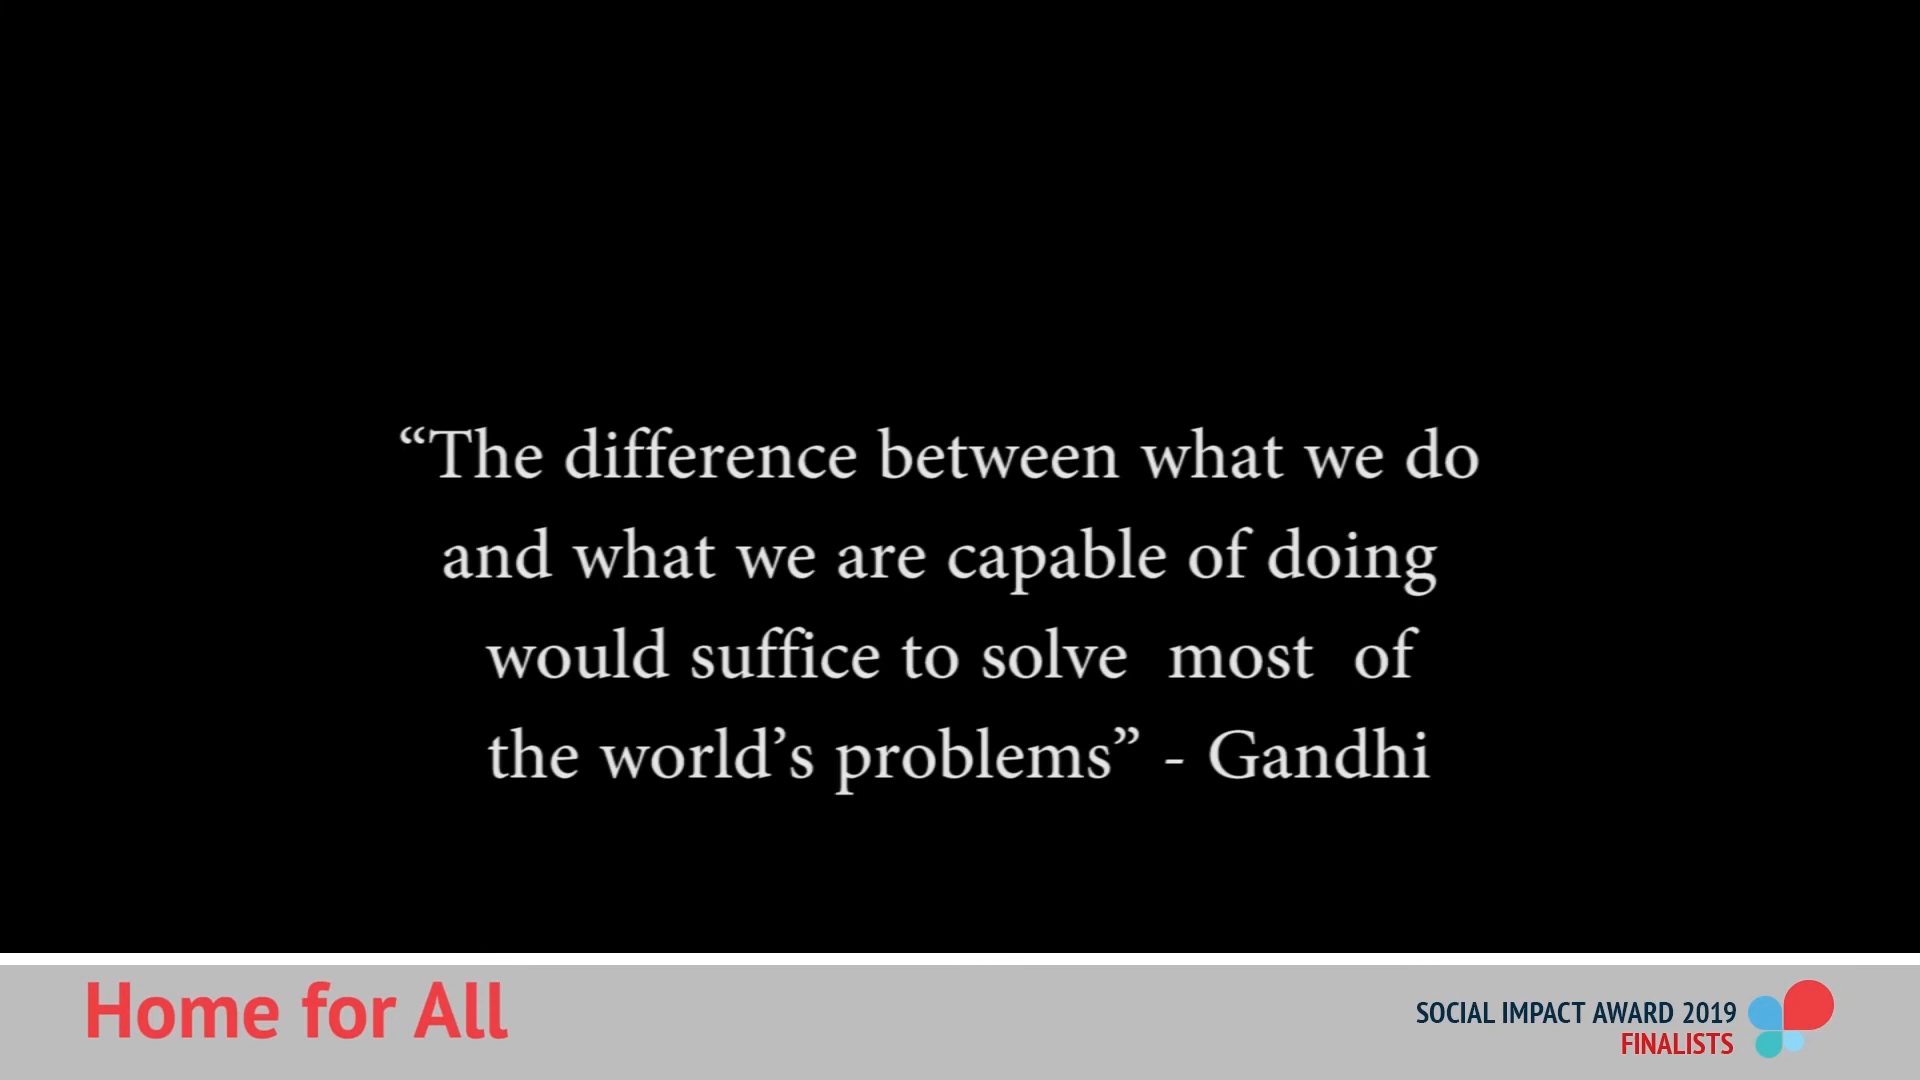 “The difference between what we do
and what we are capable of doing
would suffice to solve most of
the world’s problems” - Gandhi
Home for All
SOCIAL IMPACT AWARD 2019
FINALISTS